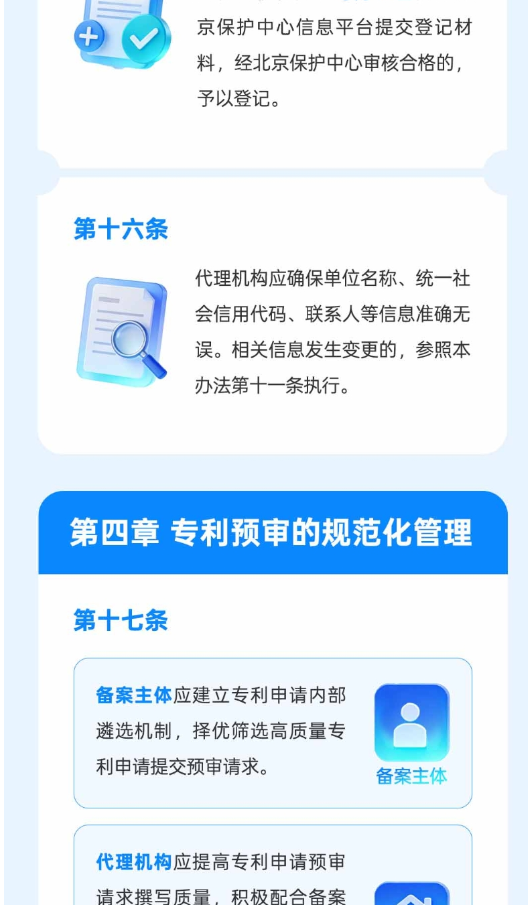 京保护中心信息平台提交登记材
料，经北京保护中心审核合格的，
予以登记。
第十六条
代理机构应确保单位名称、统一社
会信用代码、联系人等信息准确无
误。相关信息发生变更的，参照本
办法第十一条执行。
第四章 专利预审的规范化管理
第十七条
备案主体应建立专利申请内部
遴选机制，择优筛选高质量专
利申请提交预审请求。
备案主体
代理机构应提高专利申请预审
请求撰写质量，积极配合备案